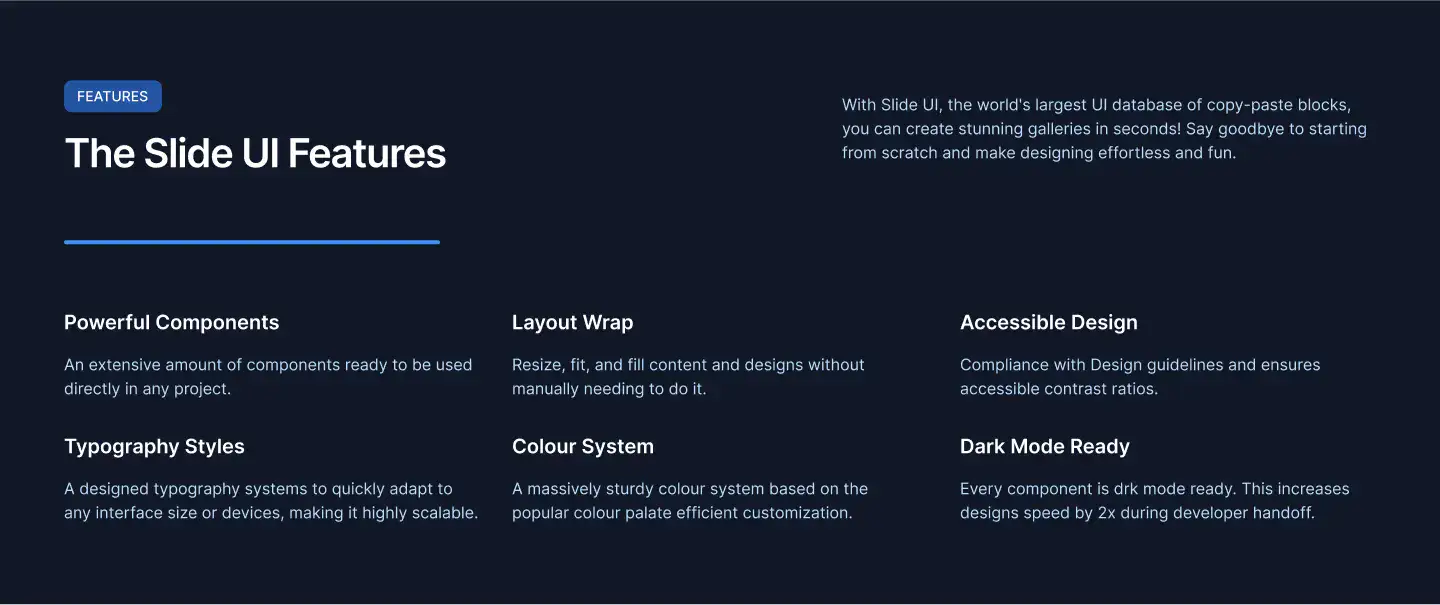 FEATURES
The Slide UI Features
With Slide UI, the world's largest UI database of copy-paste blocks,
you can create stunning galleries in seconds! Say goodbye to starting
from scratch and make designing effortless and fun.
Powerful Components
An extensive amount of components ready to be used
directly in any project.
Layout Wrap
Resize, fit, and fill content and designs without
manually needing to do it.
Accessible Design
Compliance with Design guidelines and ensures
accessible contrast ratios.
Typography Styles
A designed typography systems to quickly adapt to
any interface size or devices, making it highly scalable.
Colour System
A massively sturdy colour system based on the
popular colour palate efficient customization.
Dark Mode Ready
Every component is drk mode ready. This increases
designs speed by 2x during developer handoff.